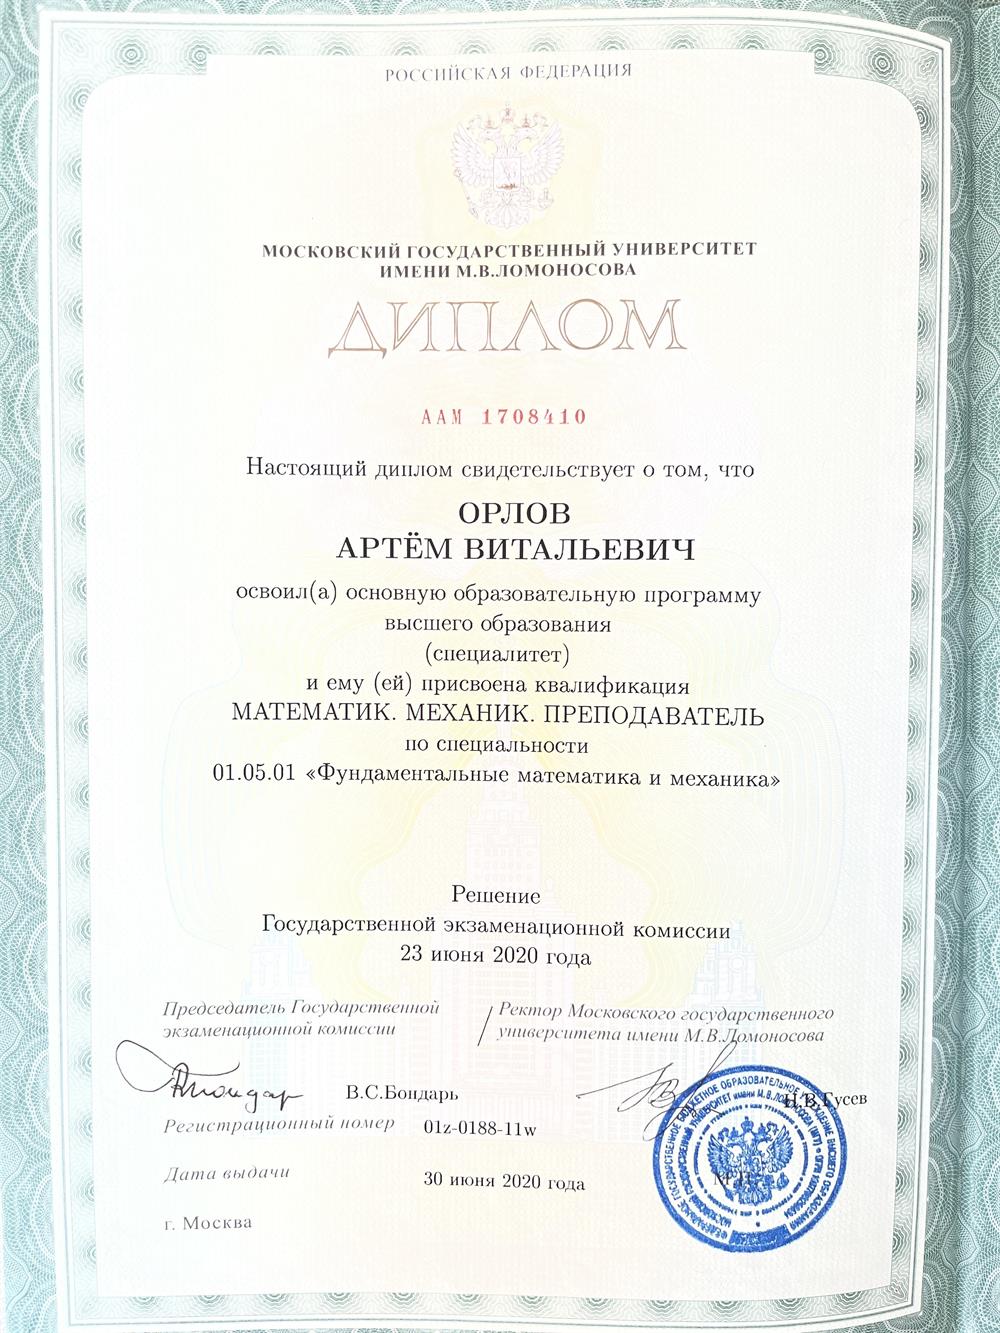 РОССИЙСКАЯ ФЕДЕРАЦИЯ
МОСКОВСКИЙ ГОСУДАРСТВЕННЫЙ УНИВЕРСИТЕТ
ИМЕНИ М.В.ЛОМОНОСОВА
ДИПЛОМ
ААМ 1708410
Настоящий диплом свидетельствует о том, что
ОРЛОВ
АРТЁМ ВИТАЛЬЕВИЧ
освоил(а) основную образовательную программу
высшего образования
(специалитет)
и ему (ей) присвоена квалификация
МАТЕМАТИК. МЕХАНИК. ПРЕПОДАВАТЕЛЬ
по специальности
01.05.01 «Фундаментальные математика и механика»
Решение
Государственной экзаменационной комиссии
23 июня 2020 года
Председатель Государственной
экзаменационной комиссии
Ректор Московского государственного
университета имени М.В.Ломоносова
В.С.Бондарь
Н.В.Гусев
Регистрационный номер 01z-0188-11w
М.П.
Дата выдачи 30 июня 2020 года
г. Москва